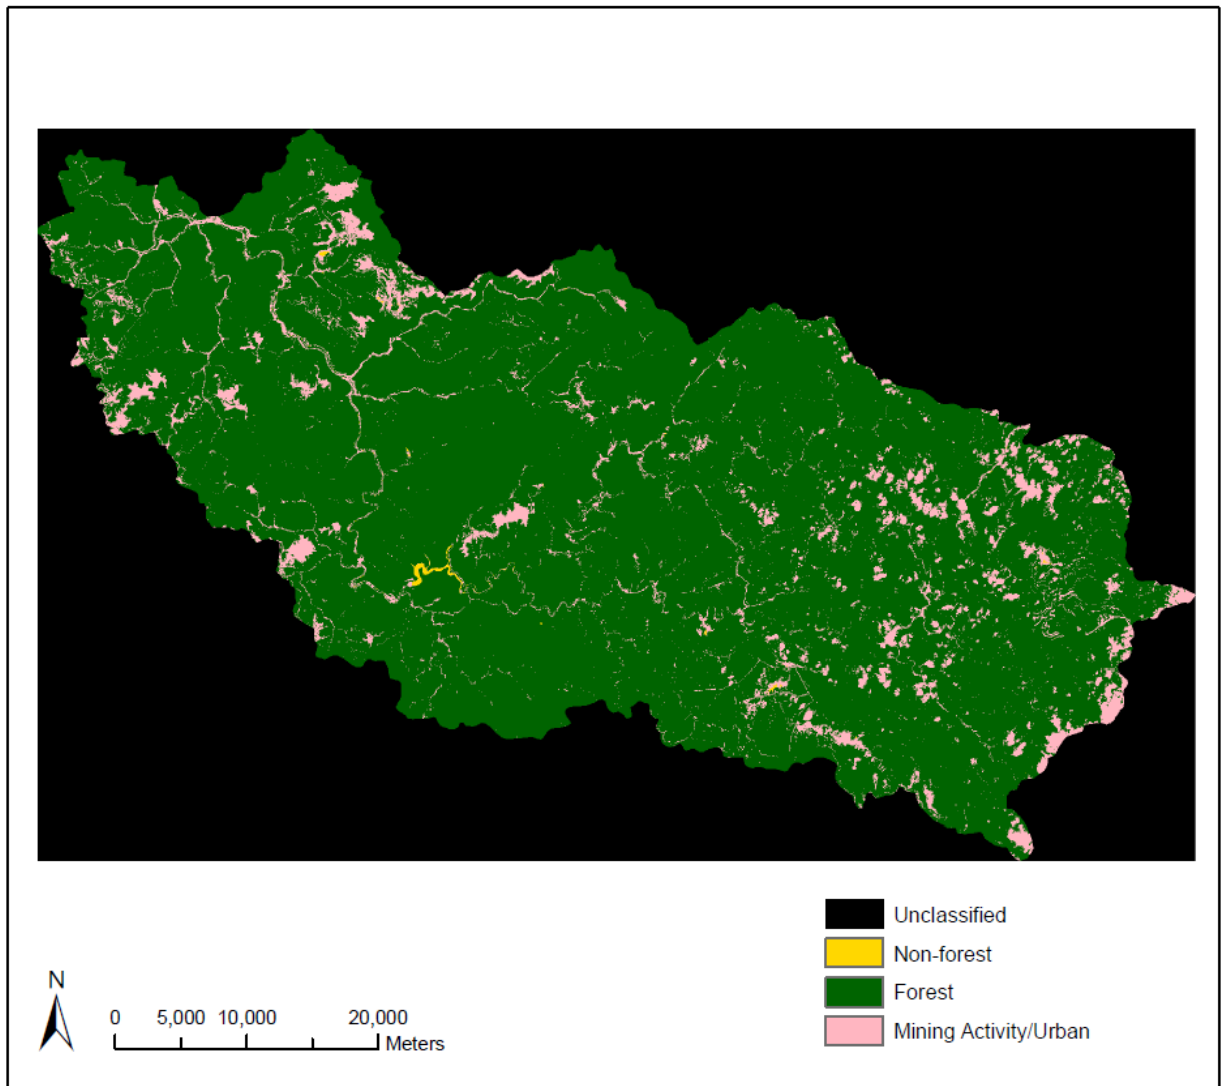 Unclassified
Non-forest
Forest
Mining Activity/Urban
N
0 5,000 10,000 20,000
Meters